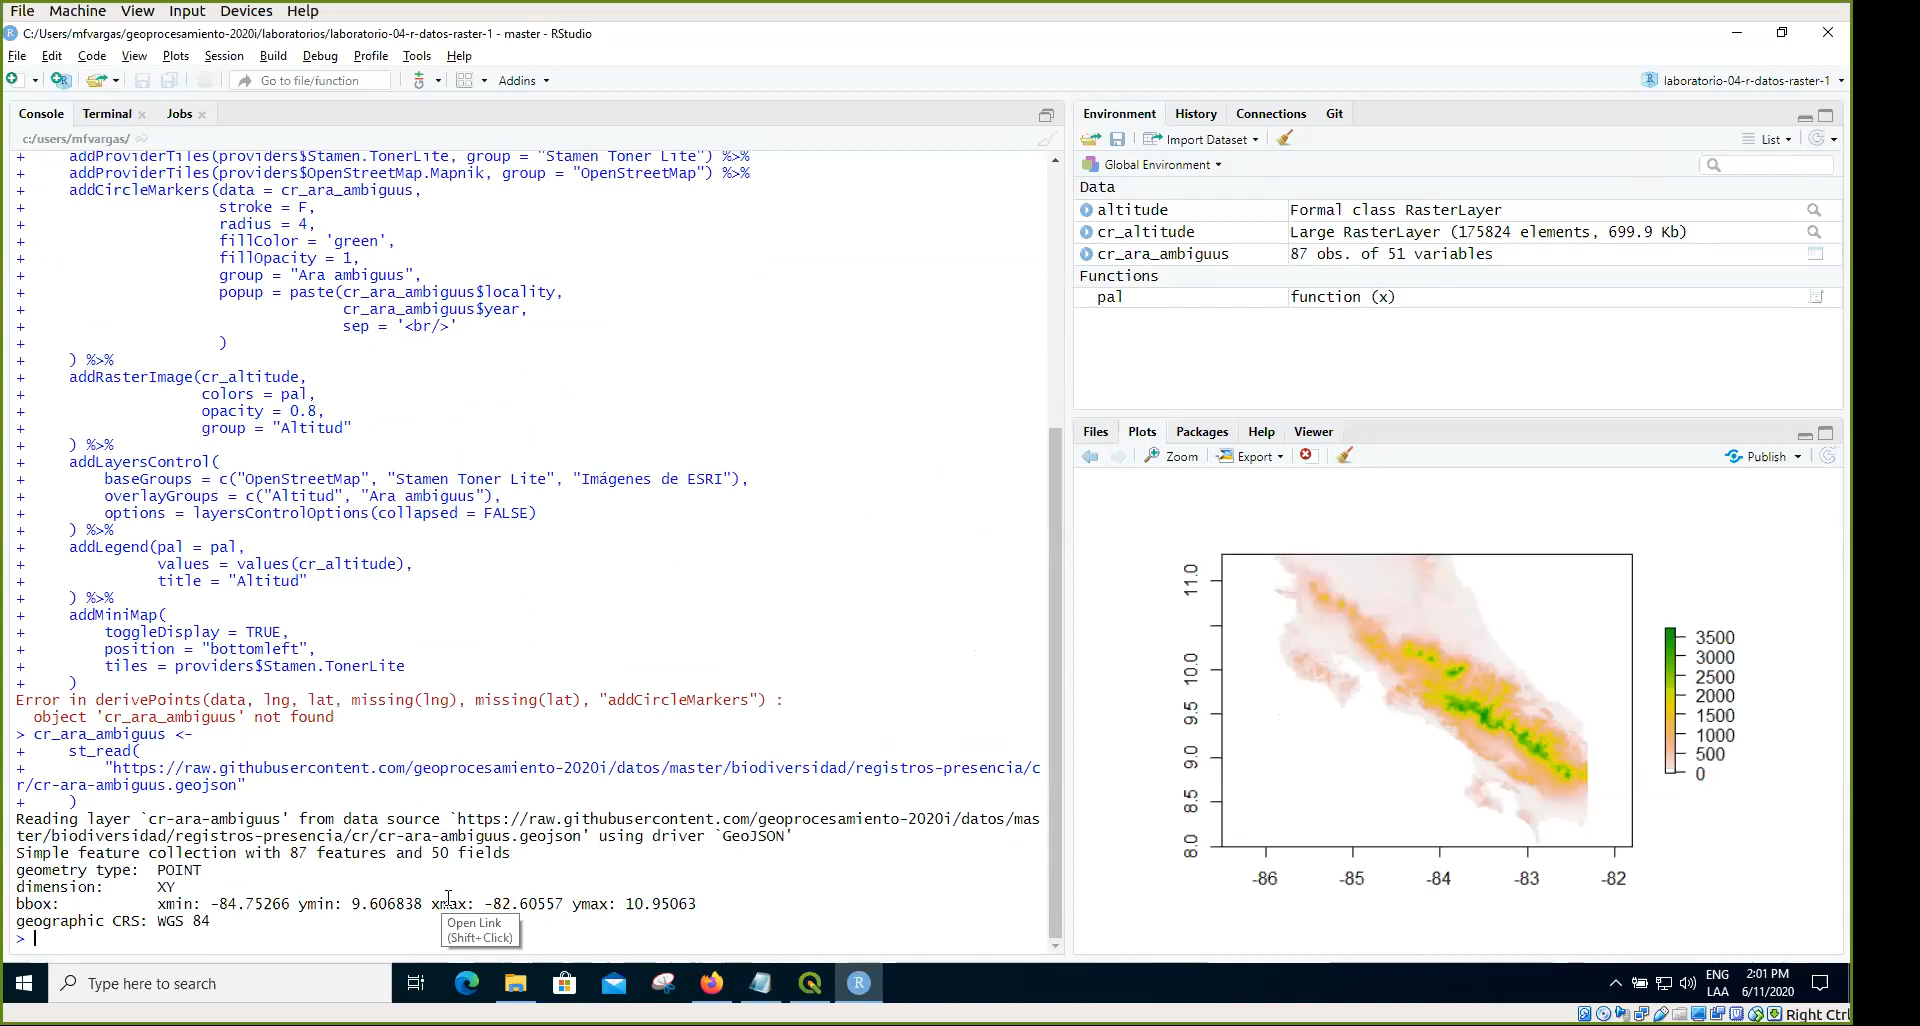 File Machine View Input Devices Help
C:/Users/mfvargas/geoprocesamiento-2020i/laboratorios/laboratorio-04-r-datos-raster-1 - master - RStudio
File Edit Code View Plots Session Build Debug Profile Tools Help
Go to file/function Addins laboratorio-04-r-datos-raster-1
Console Terminal Jobs
c:/users/mfvargas/
+ addProviderTiles(providers$Stamen.TonerLite, group = "Stamen Toner Lite") %>%
+ addProviderTiles(providers$OpenStreetMap.Mapnik, group = "OpenStreetMap") %>%
+ addCircleMarkers(data = cr_ara_ambiguus,
+ stroke = F,
+ radius = 4,
+ fillColor = 'green',
+ fillOpacity = 1,
+ group = "Ara ambiguus",
+ popup = paste(cr_ara_ambiguus$locality,
+ cr_ara_ambiguus$year,
+ sep = '<br/>'
+ )
+ ) %>%
+ addRasterImage(cr_altitude,
+ colors = pal,
+ opacity = 0.8,
+ group = "Altitud"
+ ) %>%
+ addLayersControl(
+ baseGroups = c("OpenStreetMap", "Stamen Toner Lite", "Imágenes de ESRI"),
+ overlayGroups = c("Altitud", "Ara ambiguus"),
+ options = layersControlOptions(collapsed = FALSE)
+ ) %>%
+ addLegend(pal = pal,
+ values = values(cr_altitude),
+ title = "Altitud"
+ ) %>%
+ addMiniMap(
+ toggleDisplay = TRUE,
+ position = "bottomleft",
+ tiles = providers$Stamen.TonerLite
+ )
Error in derivePoints(data, lng, lat, missing(lng), missing(lat), "addCircleMarkers") :
object 'cr_ara_ambiguus' not found
> cr_ara_ambiguus <-
+ st_read(
+ "https://raw.githubusercontent.com/geoprocesamiento-2020i/datos/master/biodiversidad/registros-presencia/c
r/cr-ara-ambiguus.geojson"
+ )
Reading layer `cr-ara-ambiguus' from data source `https://raw.githubusercontent.com/geoprocesamiento-2020i/datos/mas
ter/biodiversidad/registros-presencia/cr/cr-ara-ambiguus.geojson' using driver `GeoJSON'
Simple feature collection with 87 features and 50 fields
geometry type: POINT
dimension: XY
bbox: xmin: -84.75266 ymin: 9.606838 xmax: -82.60557 ymax: 10.95063
geographic CRS: WGS 84
>
Open Link
(Shift+Click)
Environment History Connections Git
Import Dataset List
Global Environment
Data
altitude Formal class RasterLayer
cr_altitude Large RasterLayer (175824 elements, 699.9 Kb)
cr_ara_ambiguus 87 obs. of 51 variables
Functions
pal function (x)
Files Plots Packages Help Viewer
Zoom Export Publish
11.0
10.0
9.5
9.0
8.5
8.0
-86 -85 -84 -83 -82
3500
3000
2500
2000
1500
1000
500
0
Type here to search
ENG
LAA
2:01 PM
6/11/2020
Right Ctrl